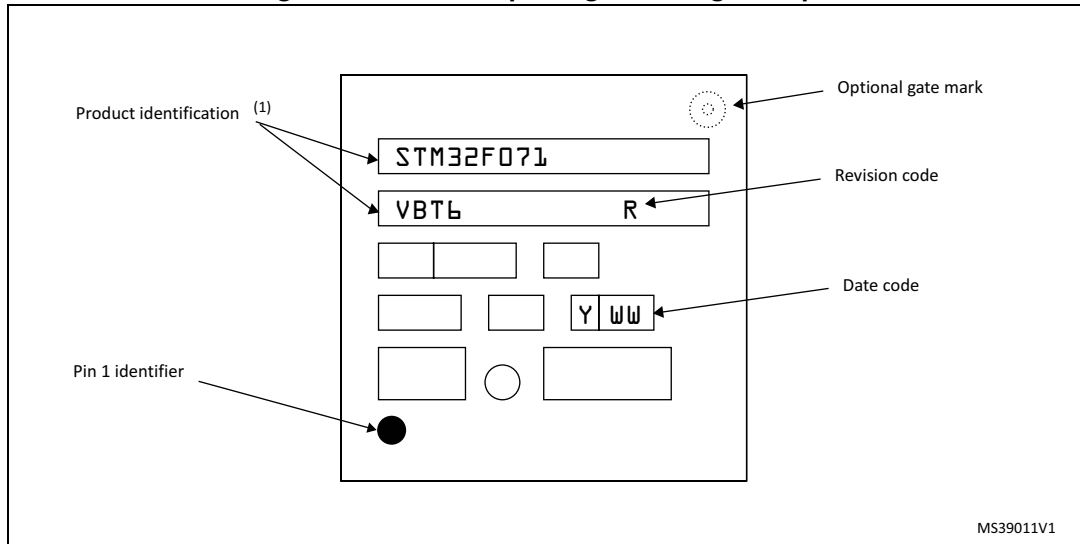 Optional gate mark
Product identification (1)
STM32F071
Revision code
VBT6 R
Date code
Y WW
Pin 1 identifier
MS39011V1